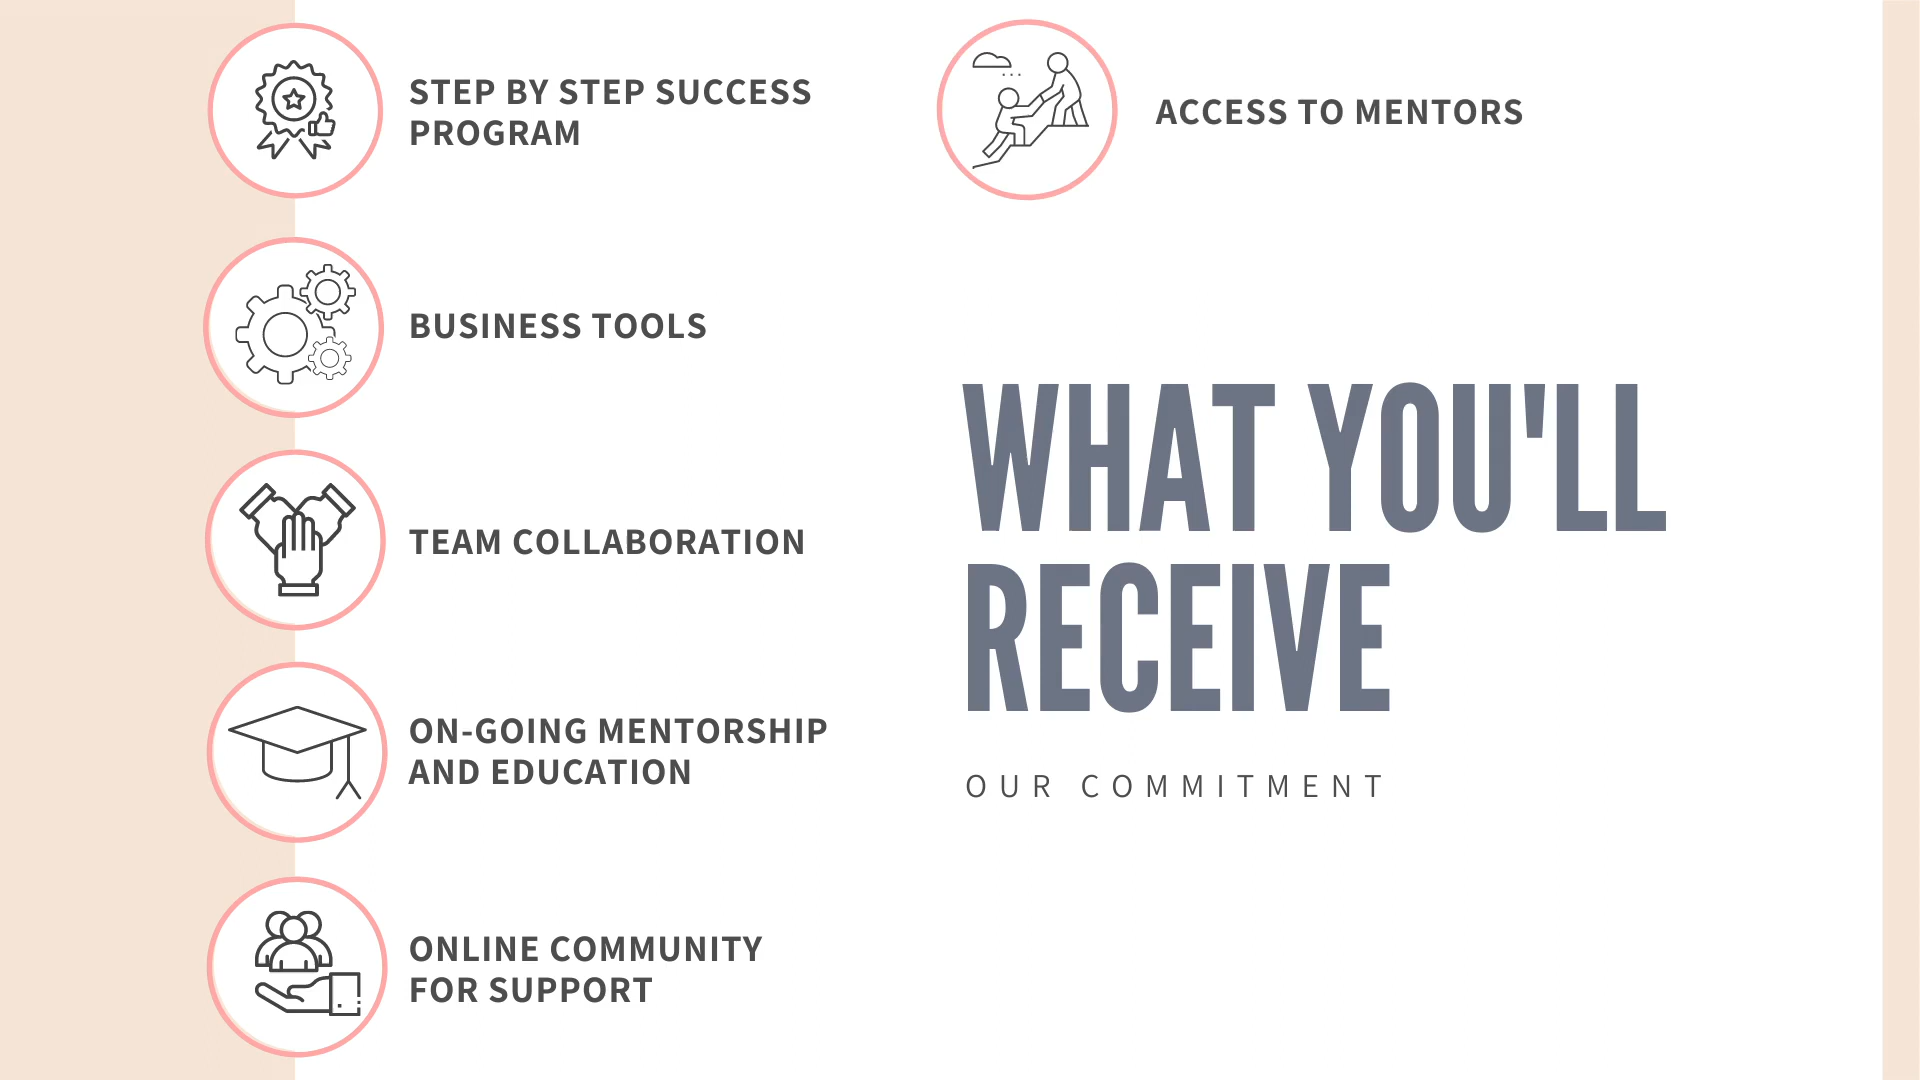 STEP BY STEP SUCCESS
PROGRAM
BUSINESS TOOLS
TEAM COLLABORATION
ON-GOING MENTORSHIP
AND EDUCATION
ONLINE COMMUNITY
FOR SUPPORT
ACCESS TO MENTORS
WHAT YOU'LL
RECEIVE
OUR COMMITMENT